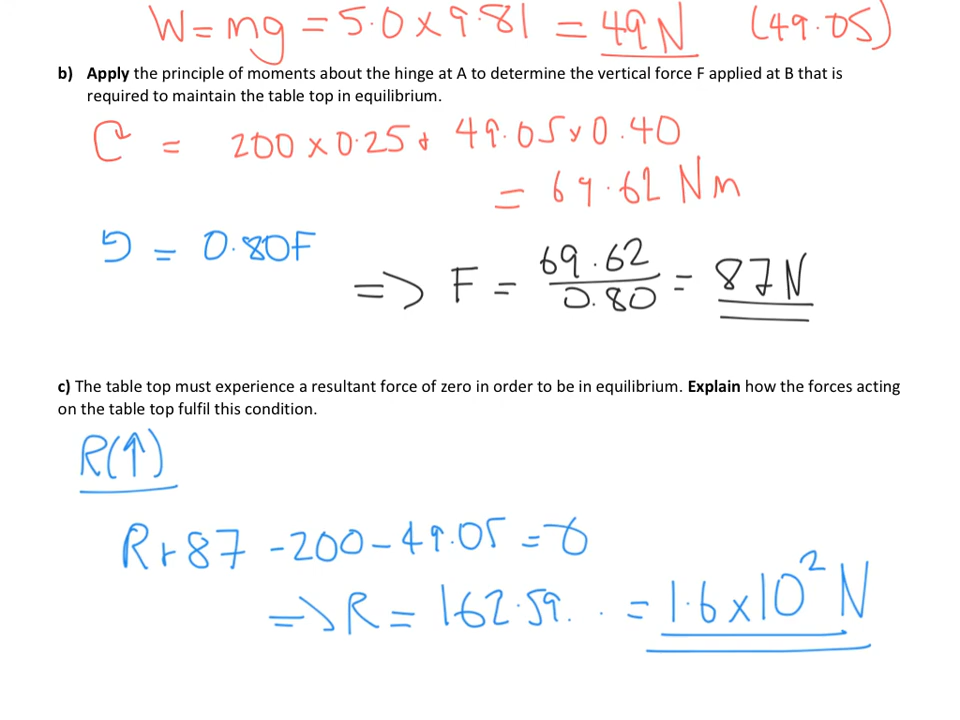 W = mg = 5.0 × 9.81 = 49N (49.05)
b) Apply the principle of moments about the hinge at A to determine the vertical force F applied at B that is
required to maintain the table top in equilibrium.
↻ = 200 × 0.25 + 49.05 × 0.40
= 69.62 Nm
↺ = 0.80F
=> F = 69.62/0.80 = 87N
c) The table top must experience a resultant force of zero in order to be in equilibrium. Explain how the forces acting
on the table top fulfil this condition.
R(↑)
R + 87 - 200 - 49.05 = 0
=> R = 162.59.. = 1.6 × 10² N